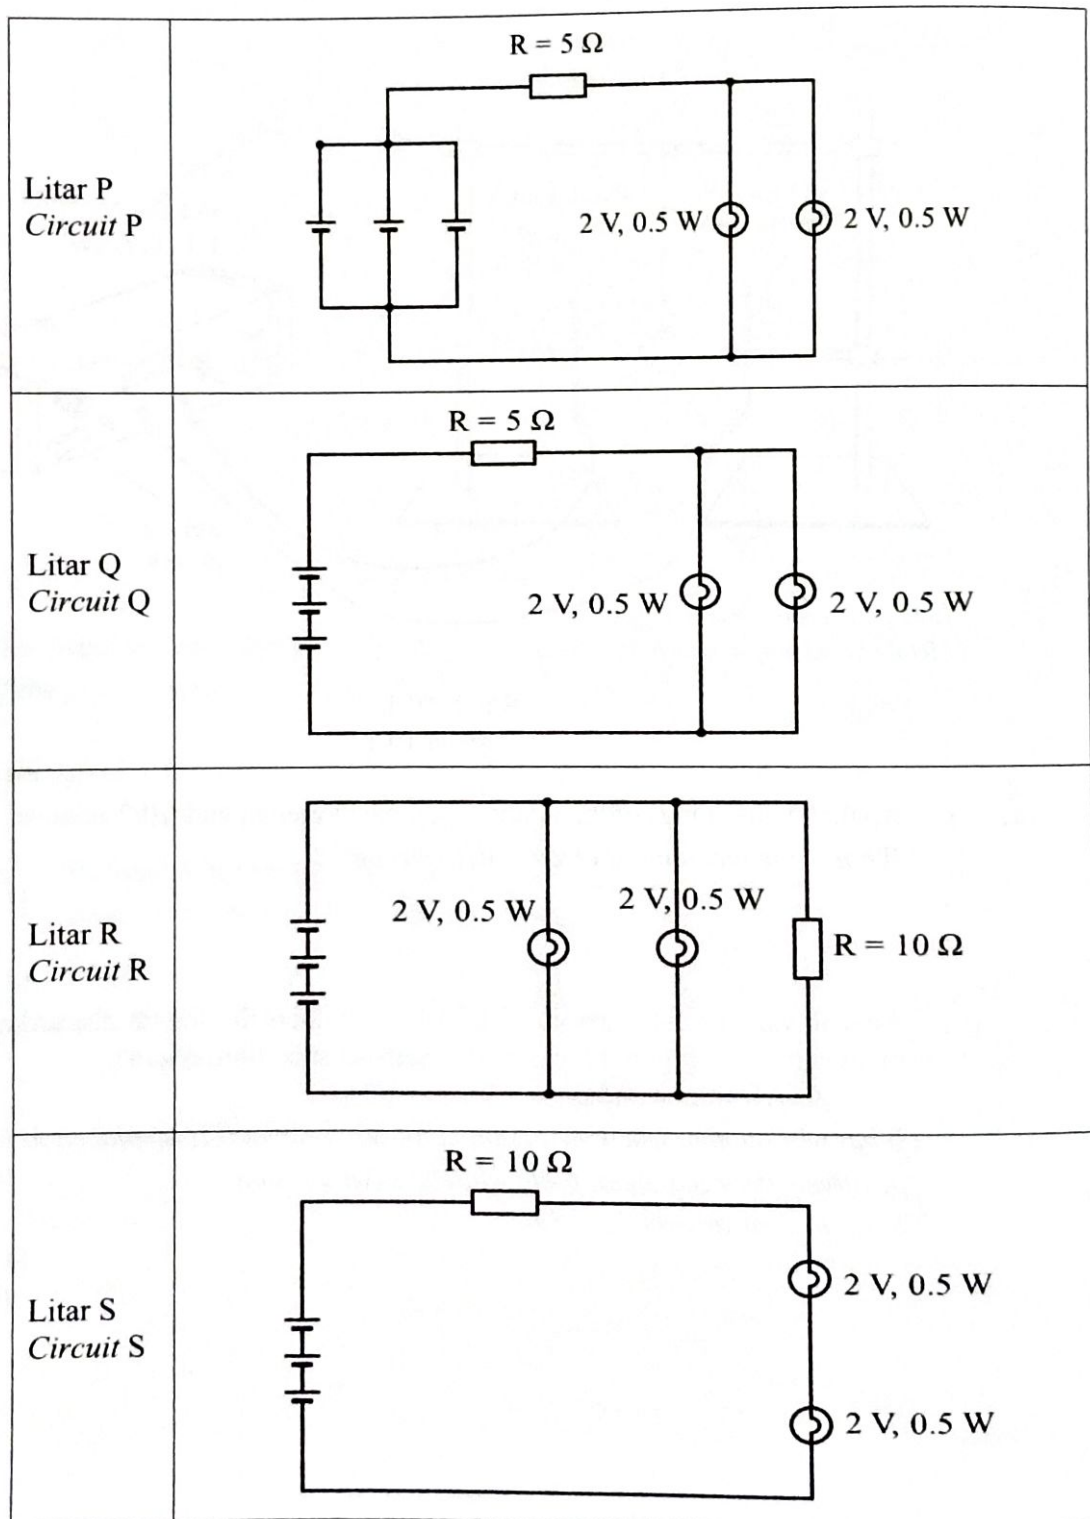 R = 5 Ω
Litar P
Circuit P
2 V, 0.5 W
2 V, 0.5 W
R = 5 Ω
Litar Q
Circuit Q
2 V, 0.5 W
2 V, 0.5 W
Litar R
Circuit R
2 V, 0.5 W
2 V, 0.5 W
R = 10 Ω
R = 10 Ω
Litar S
Circuit S
2 V, 0.5 W
2 V, 0.5 W